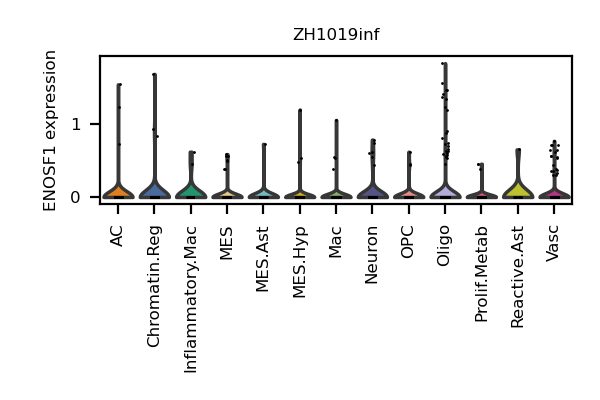 ZH1019inf
ENOSF1 expression
1
0
AC
Chromatin.Reg
Inflammatory.Mac
MES
MES.Ast
MES.Hyp
Mac
Neuron
OPC
Oligo
Prolif.Metab
Reactive.Ast
Vasc